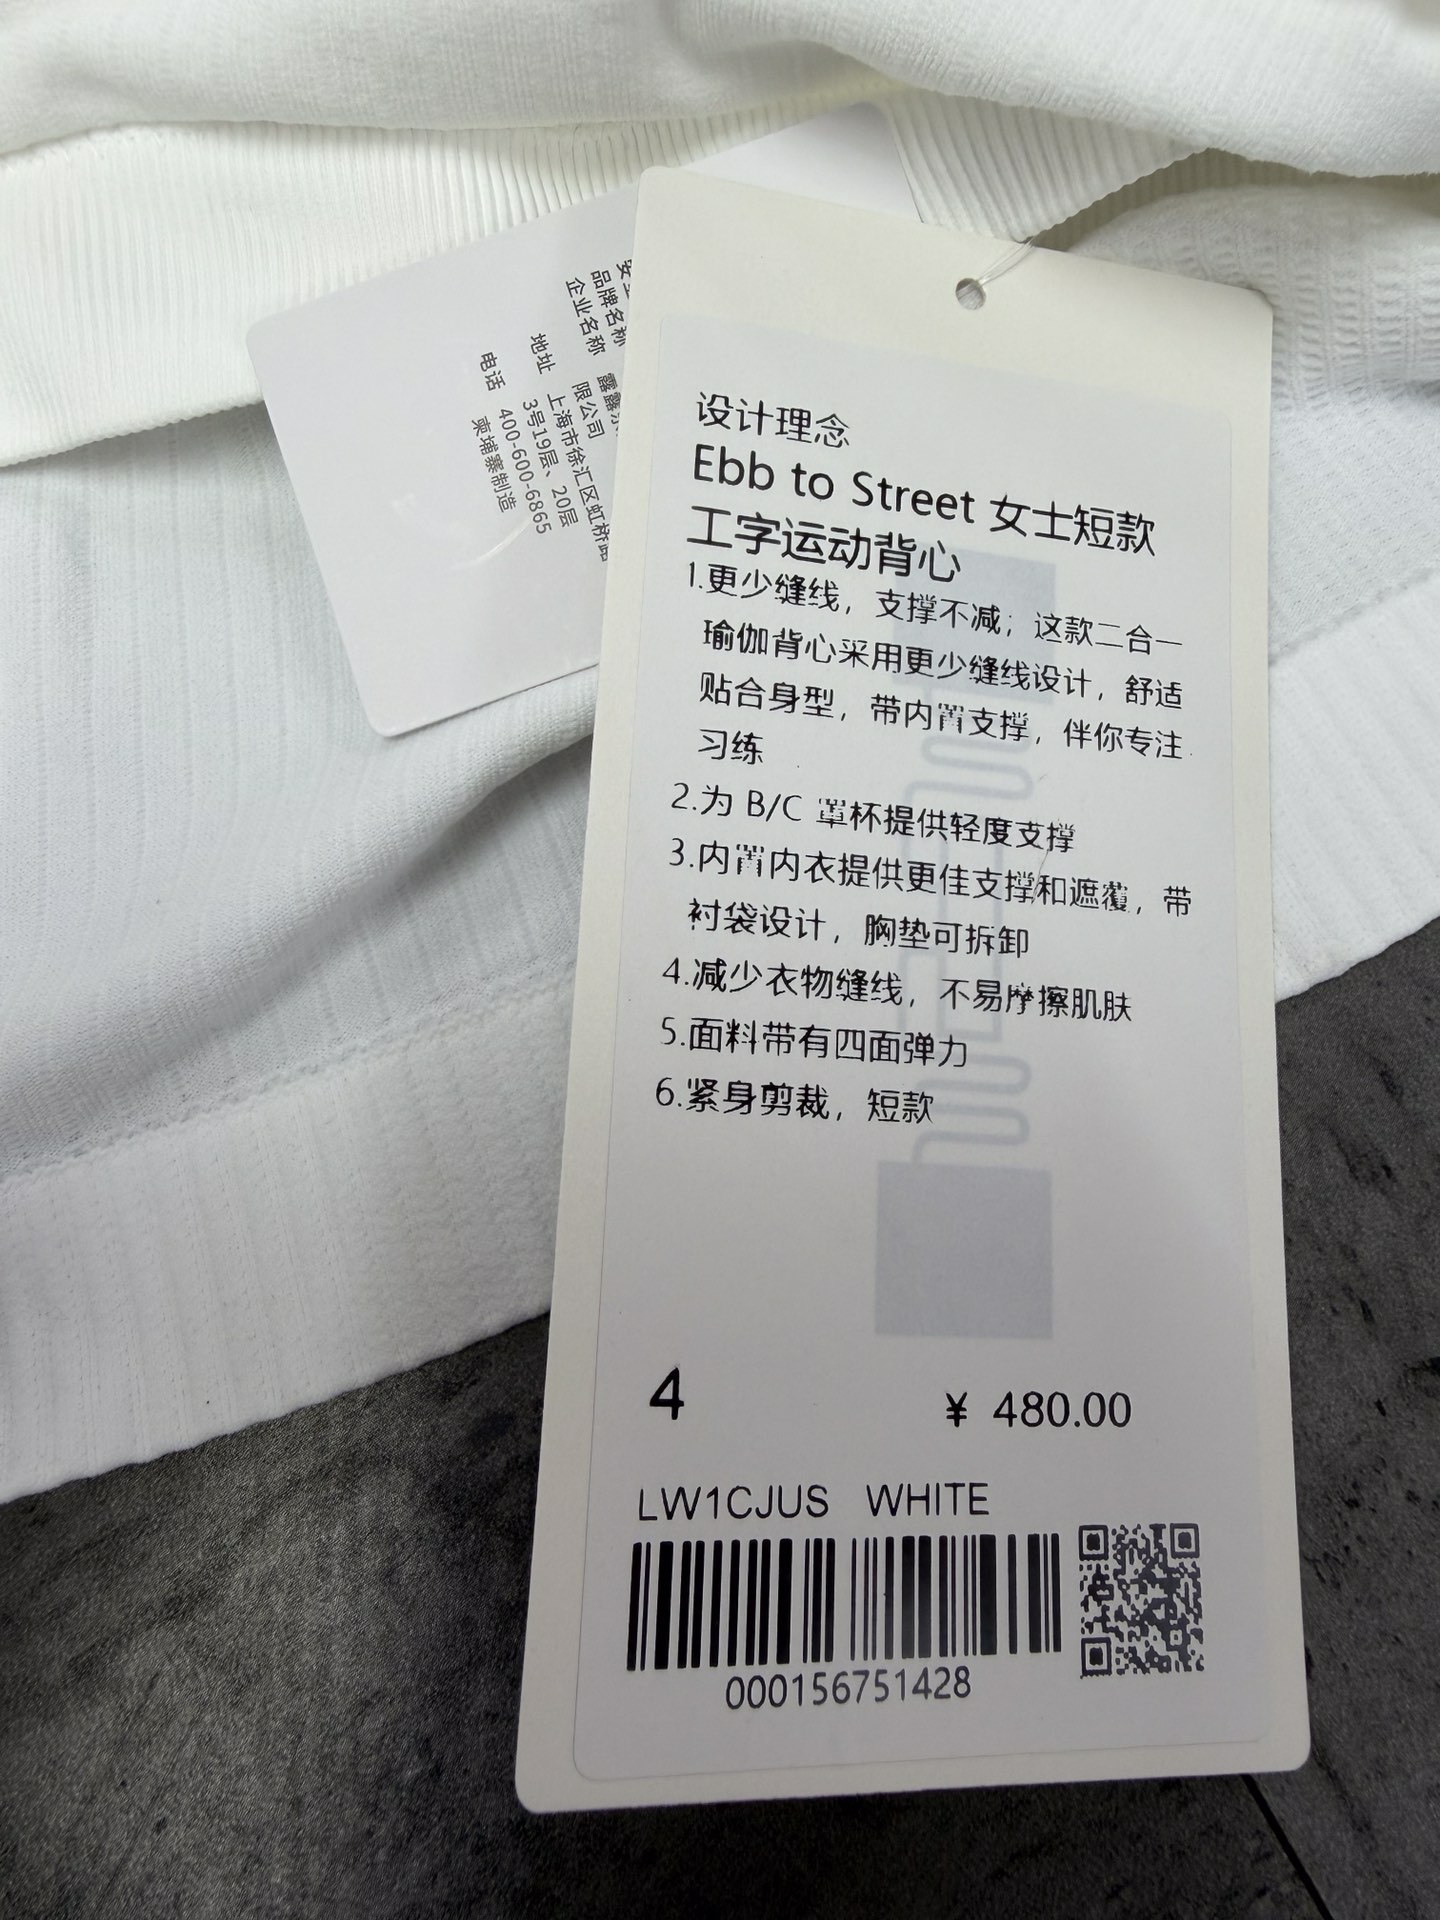 设计理念
Ebb to Street 女士短款
工字运动背心
1.更少缝线，支撑不减；这款二合一
瑜伽背心采用更少缝线设计，舒适
贴合身型，带内置支撑，伴你专注
习练
2.为 B/C 罩杯提供轻度支撑
3.内置内衣提供更佳支撑和遮覆，带
衬袋设计，胸垫可拆卸
4.减少衣物缝线，不易摩擦肌肤
5.面料带有四面弹力
6.紧身剪裁，短款
4 ¥ 480.00
LW1CJUS WHITE
000156751428
品牌名称
企业名称 露露
限公司
地址 上海市徐汇区虹桥路
3号19层、20层
电话 400-600-6865
柬埔寨制造